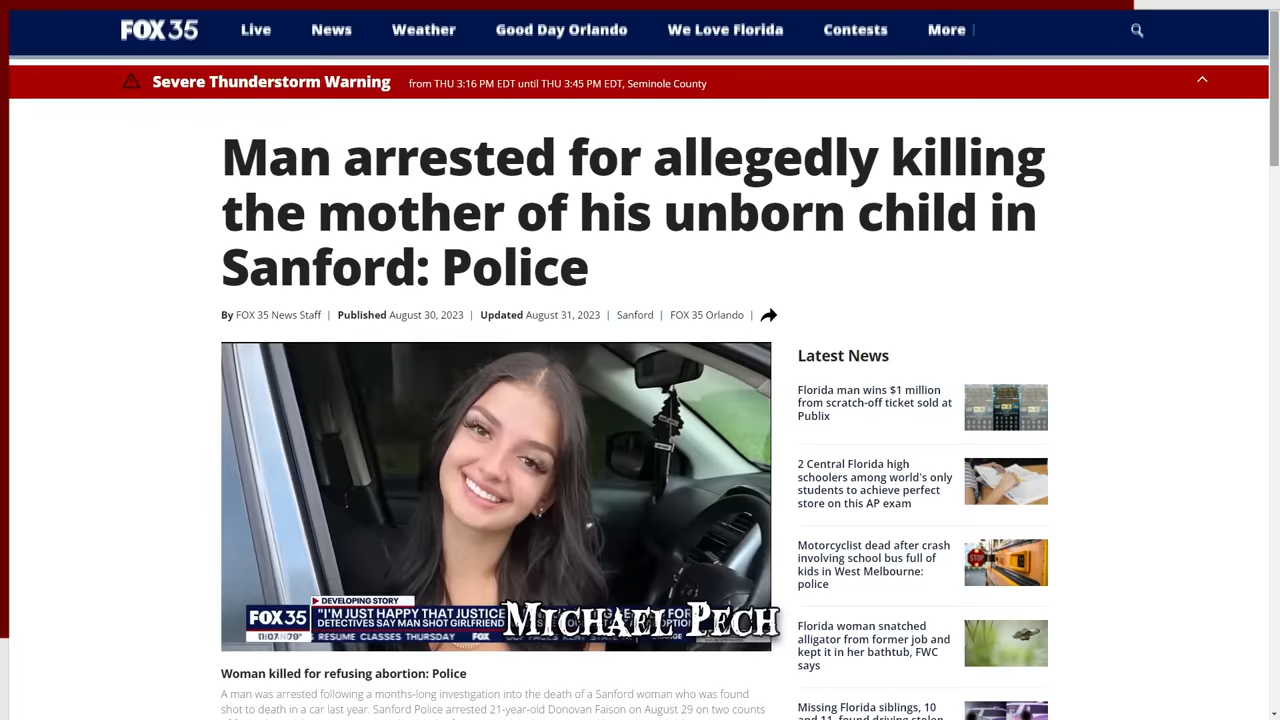 FOX 35 Live News Weather Good Day Orlando We Love Florida Contests More
Severe Thunderstorm Warning from THU 3:16 PM EDT until THU 3:45 PM EDT, Seminole County
Man arrested for allegedly killing
the mother of his unborn child in
Sanford: Police
By FOX 35 News Staff | Published August 30, 2023 | Updated August 31, 2023 | Sanford | FOX 35 Orlando |
DEVELOPING STORY
FOX 35
"I'M JUST HAPPY THAT JUSTICE
DETECTIVES SAY MAN SHOT GIRLFRIEND
RESUME CLASSES THURSDAY FOX
MICHAEL PECH
Woman killed for refusing abortion: Police
A man was arrested following a months-long investigation into the death of a Sanford woman who was found
shot to death in a car last year. Sanford Police arrested 21-year-old Donovan Faison on August 29 on two counts
Latest News
Florida man wins $1 million
from scratch-off ticket sold at
Publix
2 Central Florida high
schoolers among world's only
students to achieve perfect
store on this AP exam
Motorcyclist dead after crash
involving school bus full of
kids in West Melbourne:
police
Florida woman snatched
alligator from former job and
kept it in her bathtub, FWC
says
Missing Florida siblings, 10
and 11, found driving stolen